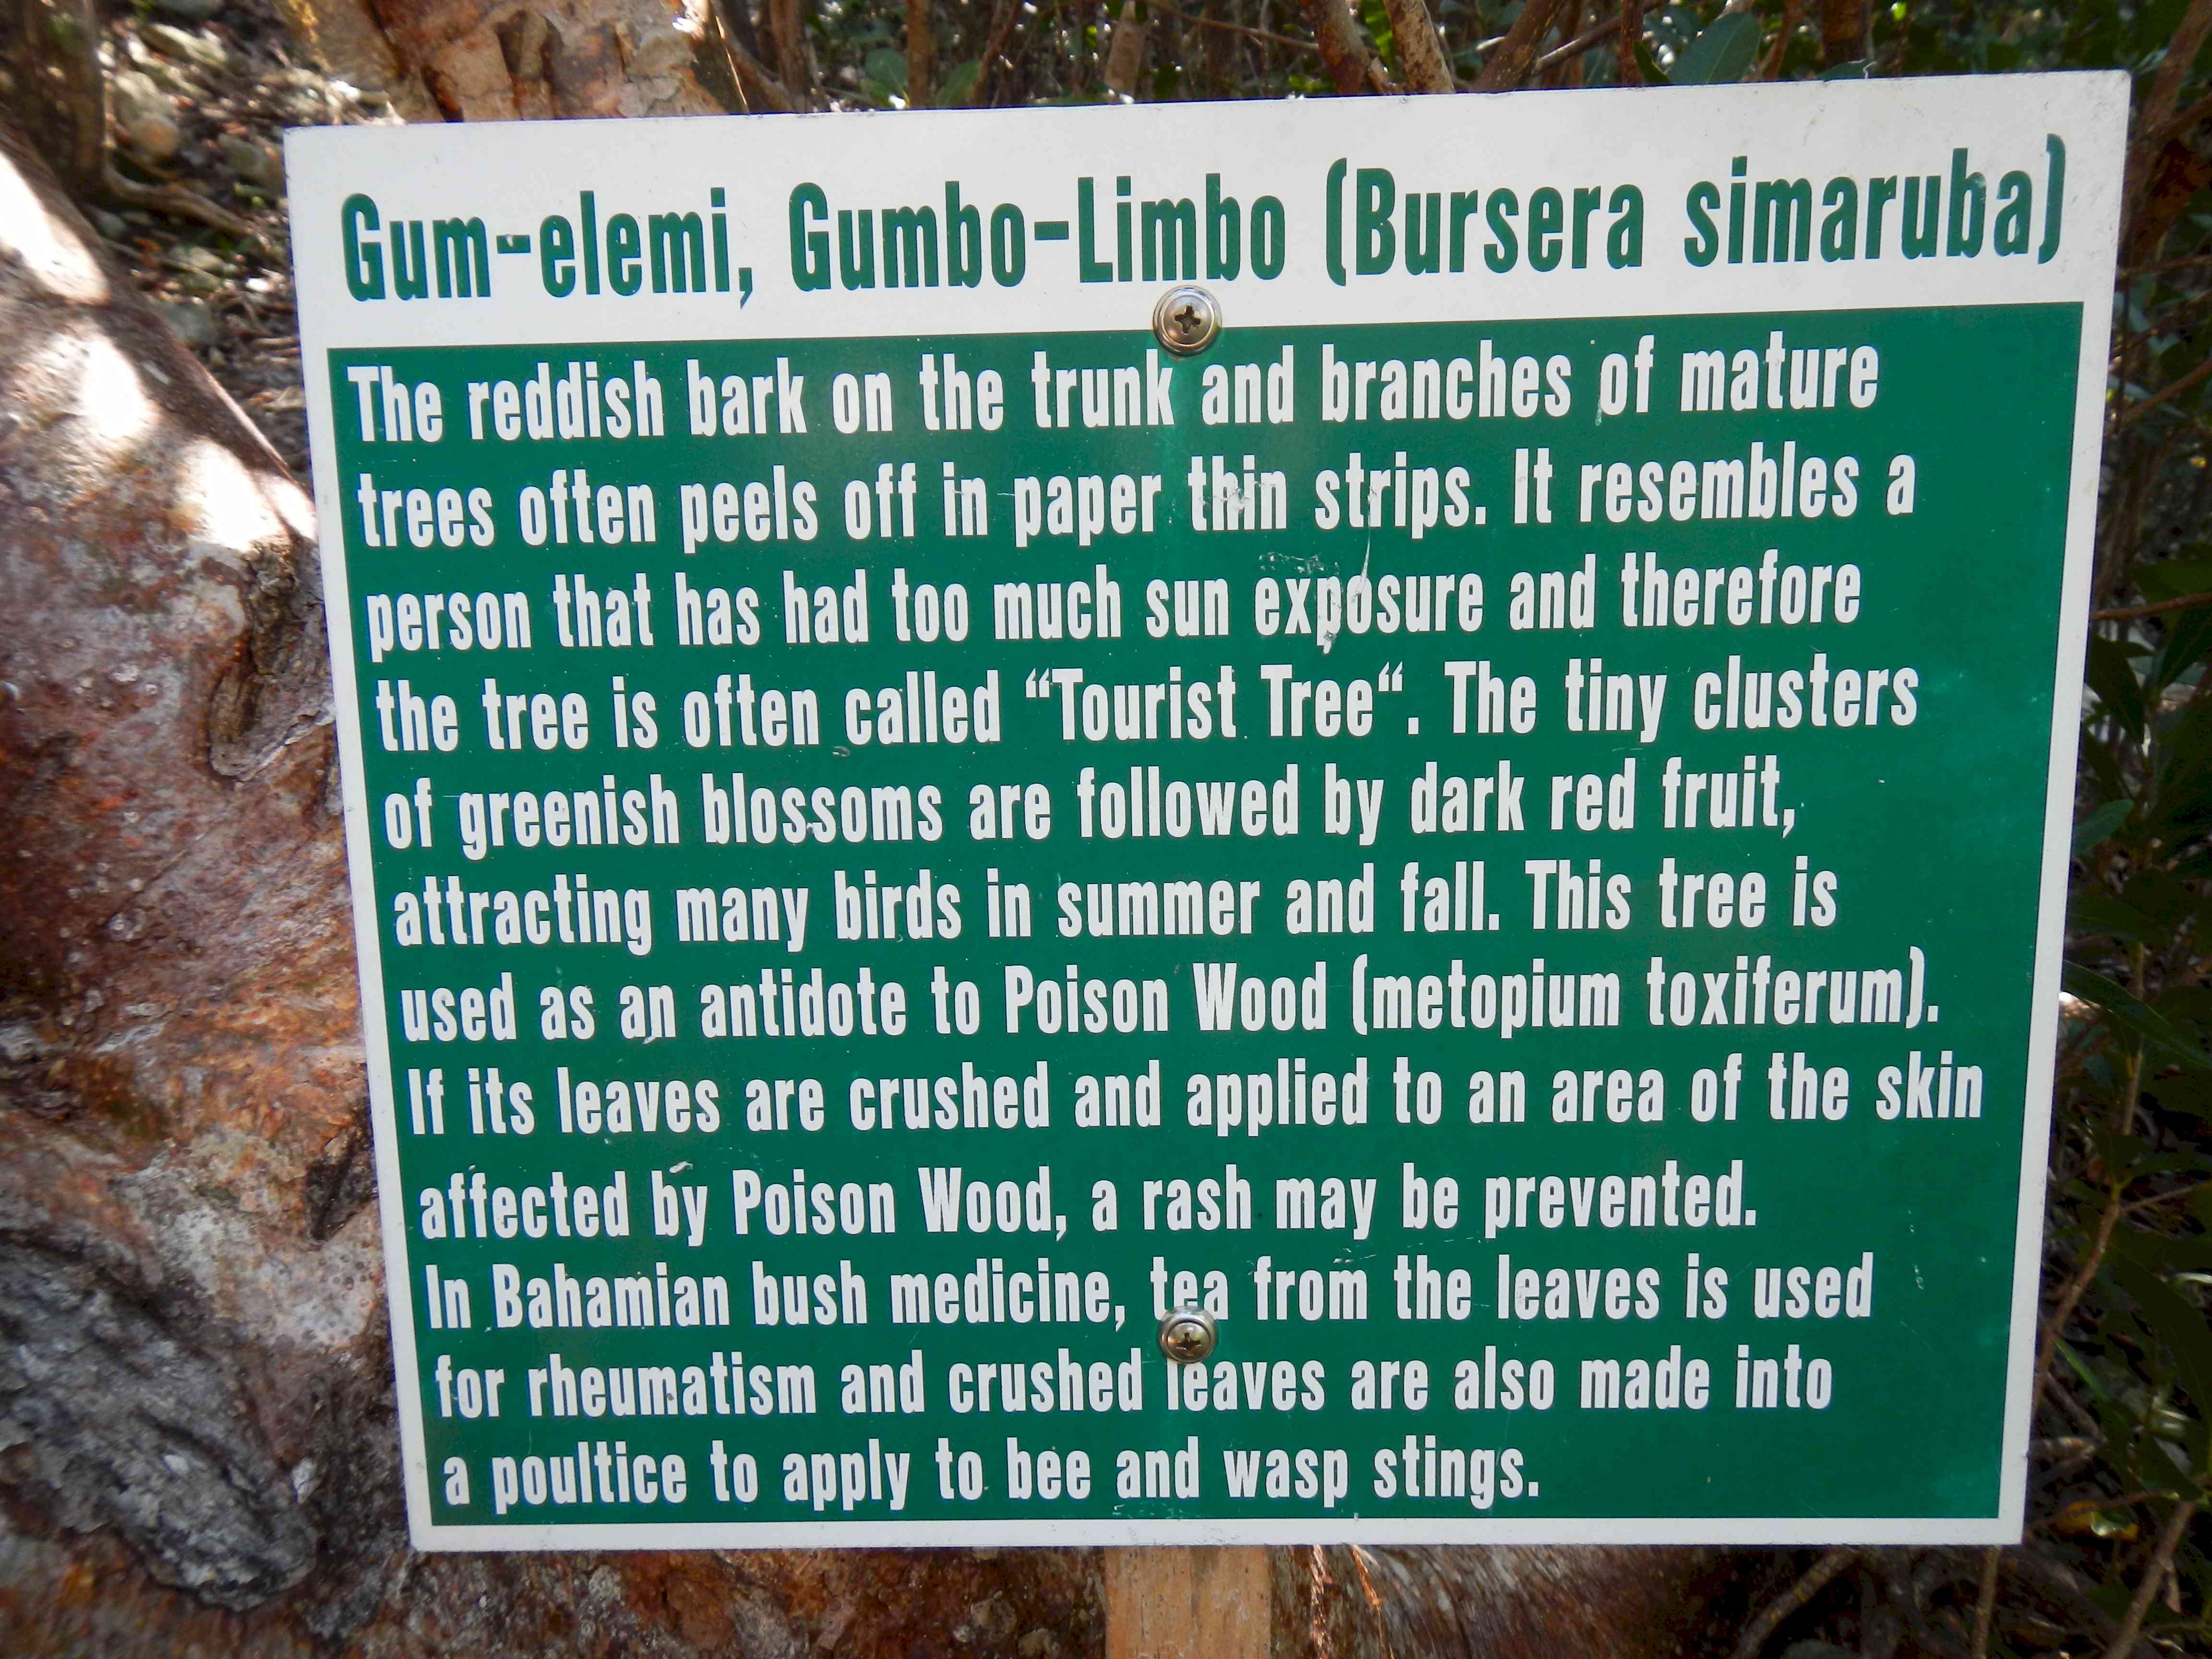 Gum-elemi, Gumbo-Limbo (Bursera simaruba)
The reddish bark on the trunk and branches of mature
trees often peels off in paper thin strips. It resembles a
person that has had too much sun exposure and therefore
the tree is often called “Tourist Tree“. The tiny clusters
of greenish blossoms are followed by dark red fruit,
attracting many birds in summer and fall. This tree is
used as an antidote to Poison Wood (metopium toxiferum).
If its leaves are crushed and applied to an area of the skin
affected by Poison Wood, a rash may be prevented.
In Bahamian bush medicine, tea from the leaves is used
for rheumatism and crushed leaves are also made into
a poultice to apply to bee and wasp stings.